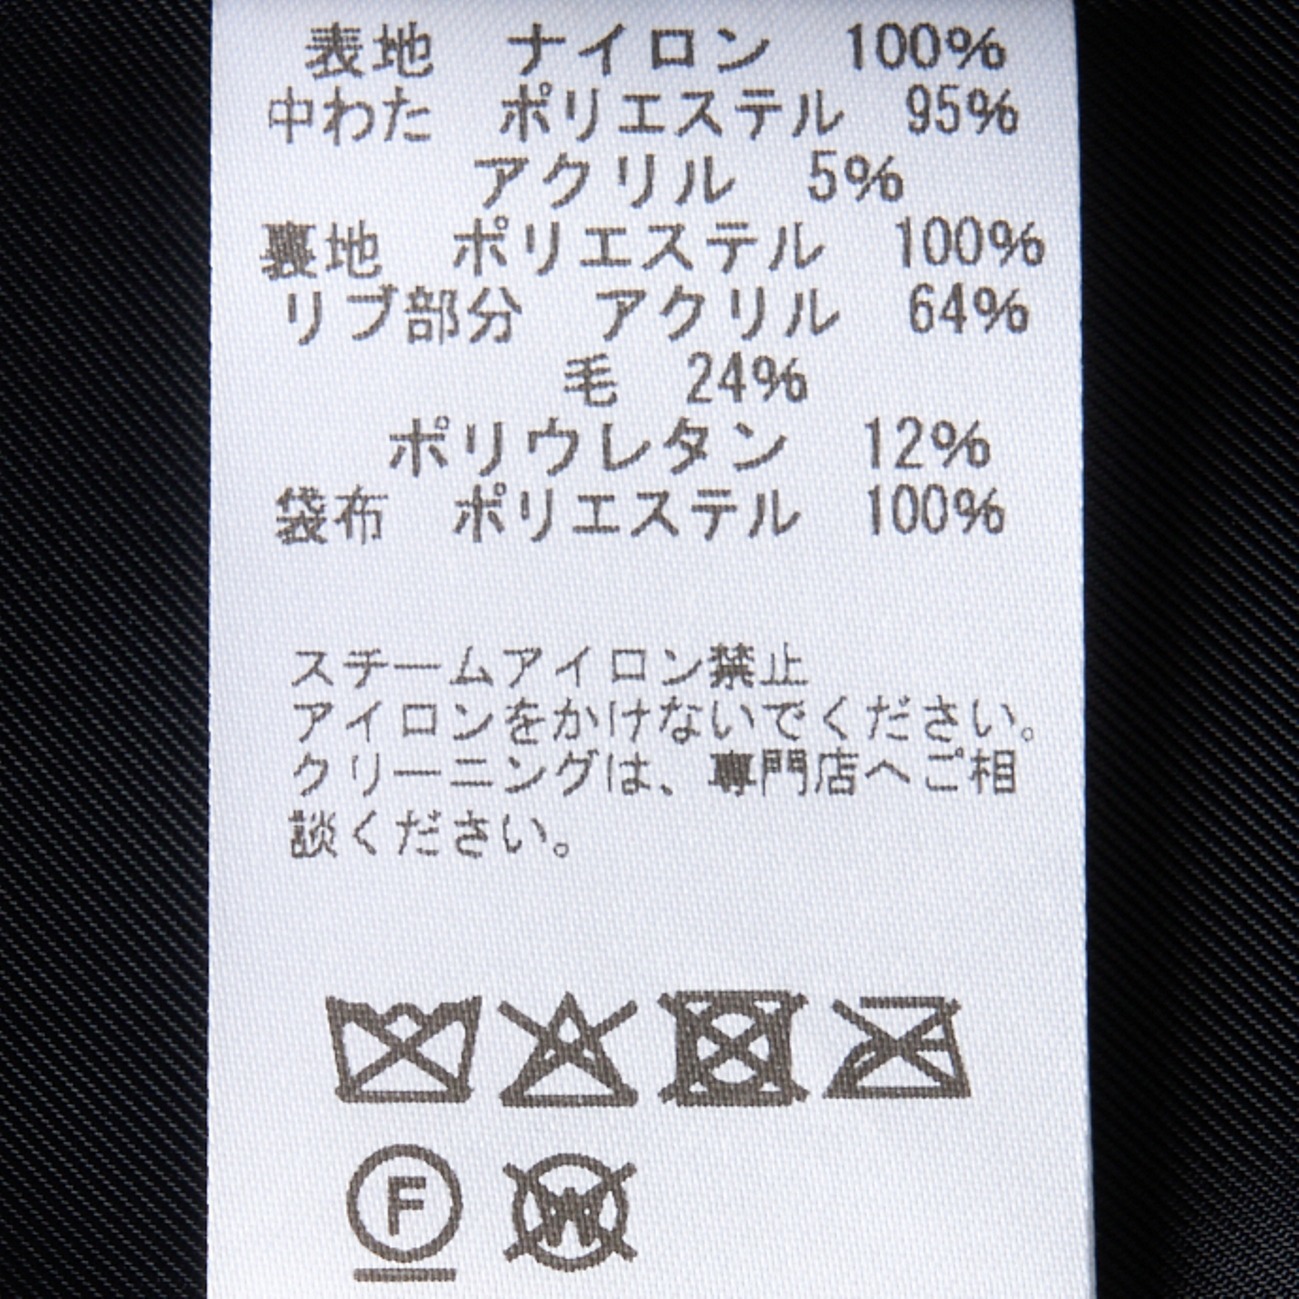 表地　ナイロン　100%
中わた　ポリエステル　95%
アクリル　5%
裏地　ポリエステル　100%
リブ部分　アクリル　64%
毛　24%
ポリウレタン　12%
袋布　ポリエステル　100%
スチームアイロン禁止
アイロンをかけないでください。
クリーニングは、専門店へご相
談ください。
F
W